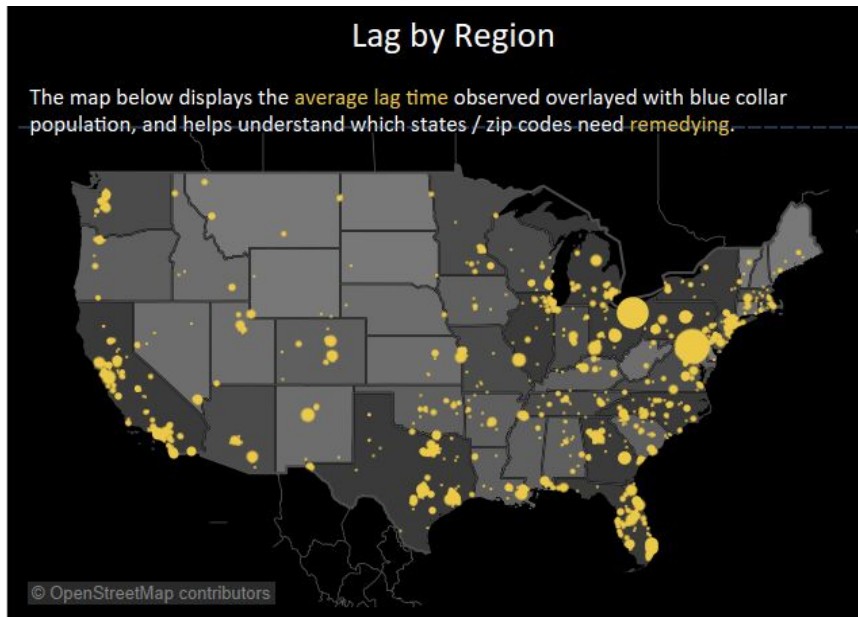 Lag by Region
The map below displays the average lag time observed overlayed with blue collar
population, and helps understand which states / zip codes need remedying.
© OpenStreetMap contributors